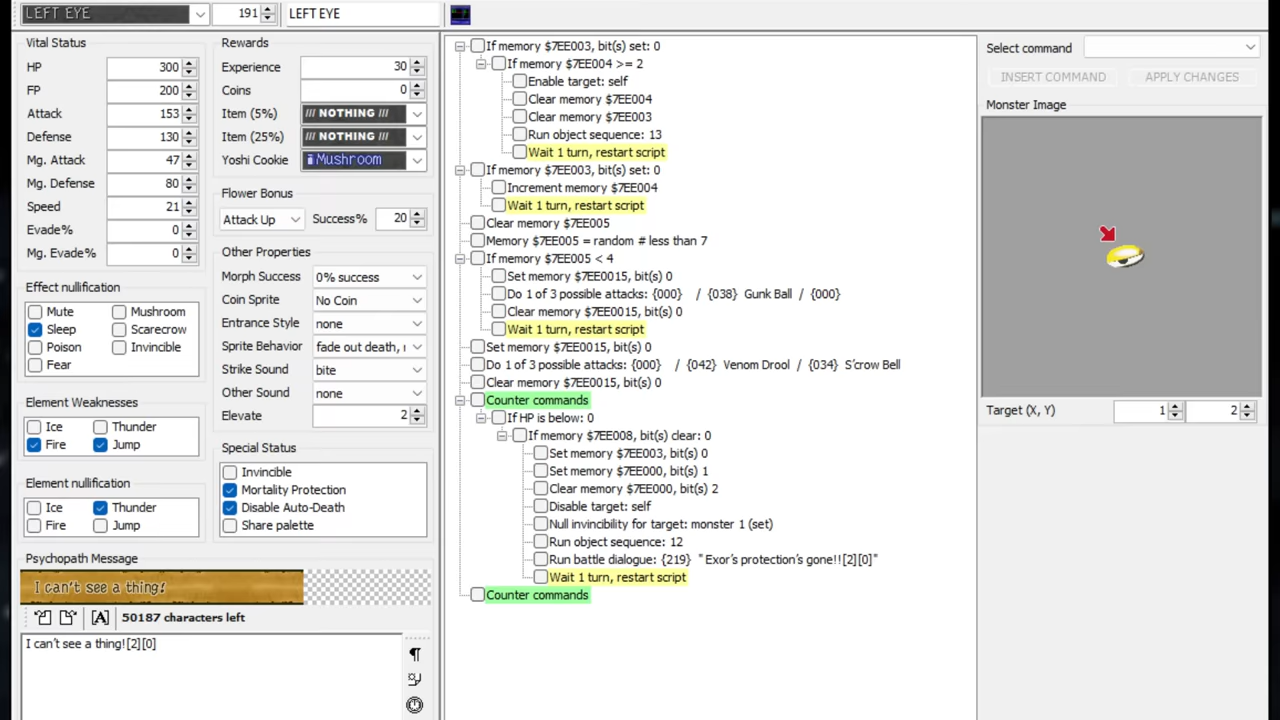 LEFT EYE 191 LEFT EYE
Vital Status
HP 300
FP 200
Attack 153
Defense 130
Mg. Attack 47
Mg. Defense 80
Speed 21
Evade% 0
Mg. Evade% 0
Effect nullification
Mute Mushroom
Sleep Scarecrow
Poison Invincible
Fear
Element Weaknesses
Ice Thunder
Fire Jump
Element nullification
Ice Thunder
Fire Jump
Psychopath Message
I can't see a thing!
[A] 50187 characters left
I can't see a thing![2][0]
Rewards
Experience 30
Coins 0
Item (5%) /// NOTHING ///
Item (25%) /// NOTHING ///
Yoshi Cookie Mushroom
Flower Bonus
Attack Up Success% 20
Other Properties
Morph Success 0% success
Coin Sprite No Coin
Entrance Style none
Sprite Behavior fade out death, 
Strike Sound bite
Other Sound none
Elevate 2
Special Status
Invincible
Mortality Protection
Disable Auto-Death
Share palette
If memory $7EE003, bit(s) set: 0
If memory $7EE004 >= 2
Enable target: self
Clear memory $7EE004
Clear memory $7EE003
Run object sequence: 13
Wait 1 turn, restart script
If memory $7EE003, bit(s) set: 0
Increment memory $7EE004
Wait 1 turn, restart script
Clear memory $7EE005
Memory $7EE005 = random # less than 7
If memory $7EE005 < 4
Set memory $7EE0015, bit(s) 0
Do 1 of 3 possible attacks: {000} / {038} Gunk Ball / {000}
Clear memory $7EE0015, bit(s) 0
Wait 1 turn, restart script
Set memory $7EE0015, bit(s) 0
Do 1 of 3 possible attacks: {000} / {042} Venom Drool / {034} S'crow Bell
Clear memory $7EE0015, bit(s) 0
Counter commands
If HP is below: 0
If memory $7EE008, bit(s) clear: 0
Set memory $7EE003, bit(s) 0
Set memory $7EE000, bit(s) 1
Clear memory $7EE000, bit(s) 2
Disable target: self
Null invincibility for target: monster 1 (set)
Run object sequence: 12
Run battle dialogue: {219} "Exor's protection's gone!![2][0]"
Wait 1 turn, restart script
Counter commands
Select command
INSERT COMMAND APPLY CHANGES
Monster Image
Target (X, Y) 1 2